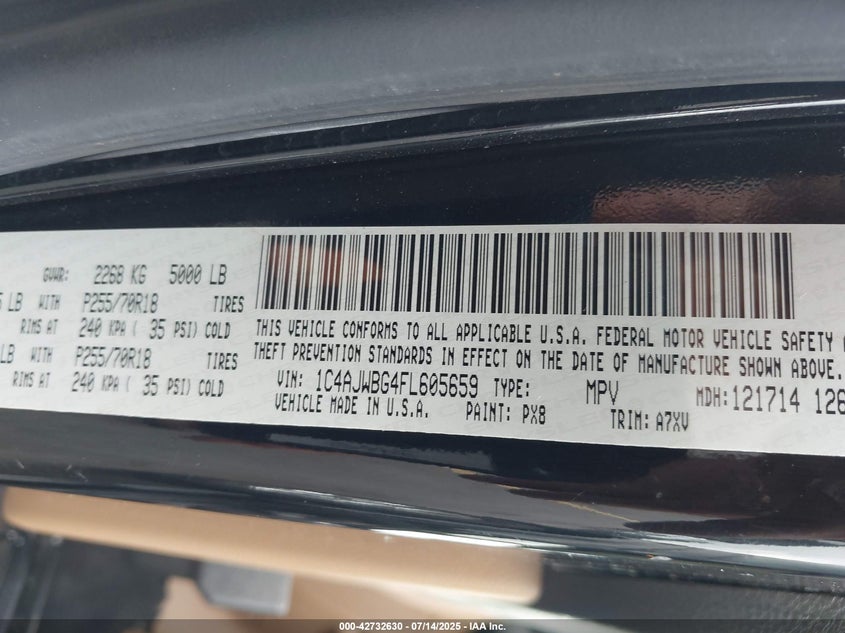 GVWR: 2268 KG 5000 LB
LB WITH P255/70R18 TIRES
RIMS AT 240 KPA ( 35 PSI) COLD
LB WITH P255/70R18 TIRES
RIMS AT 240 KPA ( 35 PSI) COLD
THIS VEHICLE CONFORMS TO ALL APPLICABLE U.S.A. FEDERAL MOTOR VEHICLE SAFETY
THEFT PREVENTION STANDARDS IN EFFECT ON THE DATE OF MANUFACTURE SHOWN ABOVE.
VIN: 1C4AJWBG4FL605659 TYPE: MPV MDH:121714 126
VEHICLE MADE IN U.S.A. PAINT: PX8 TRIM: A7XV
000-42732630 - 07/14/2025 - IAA Inc.